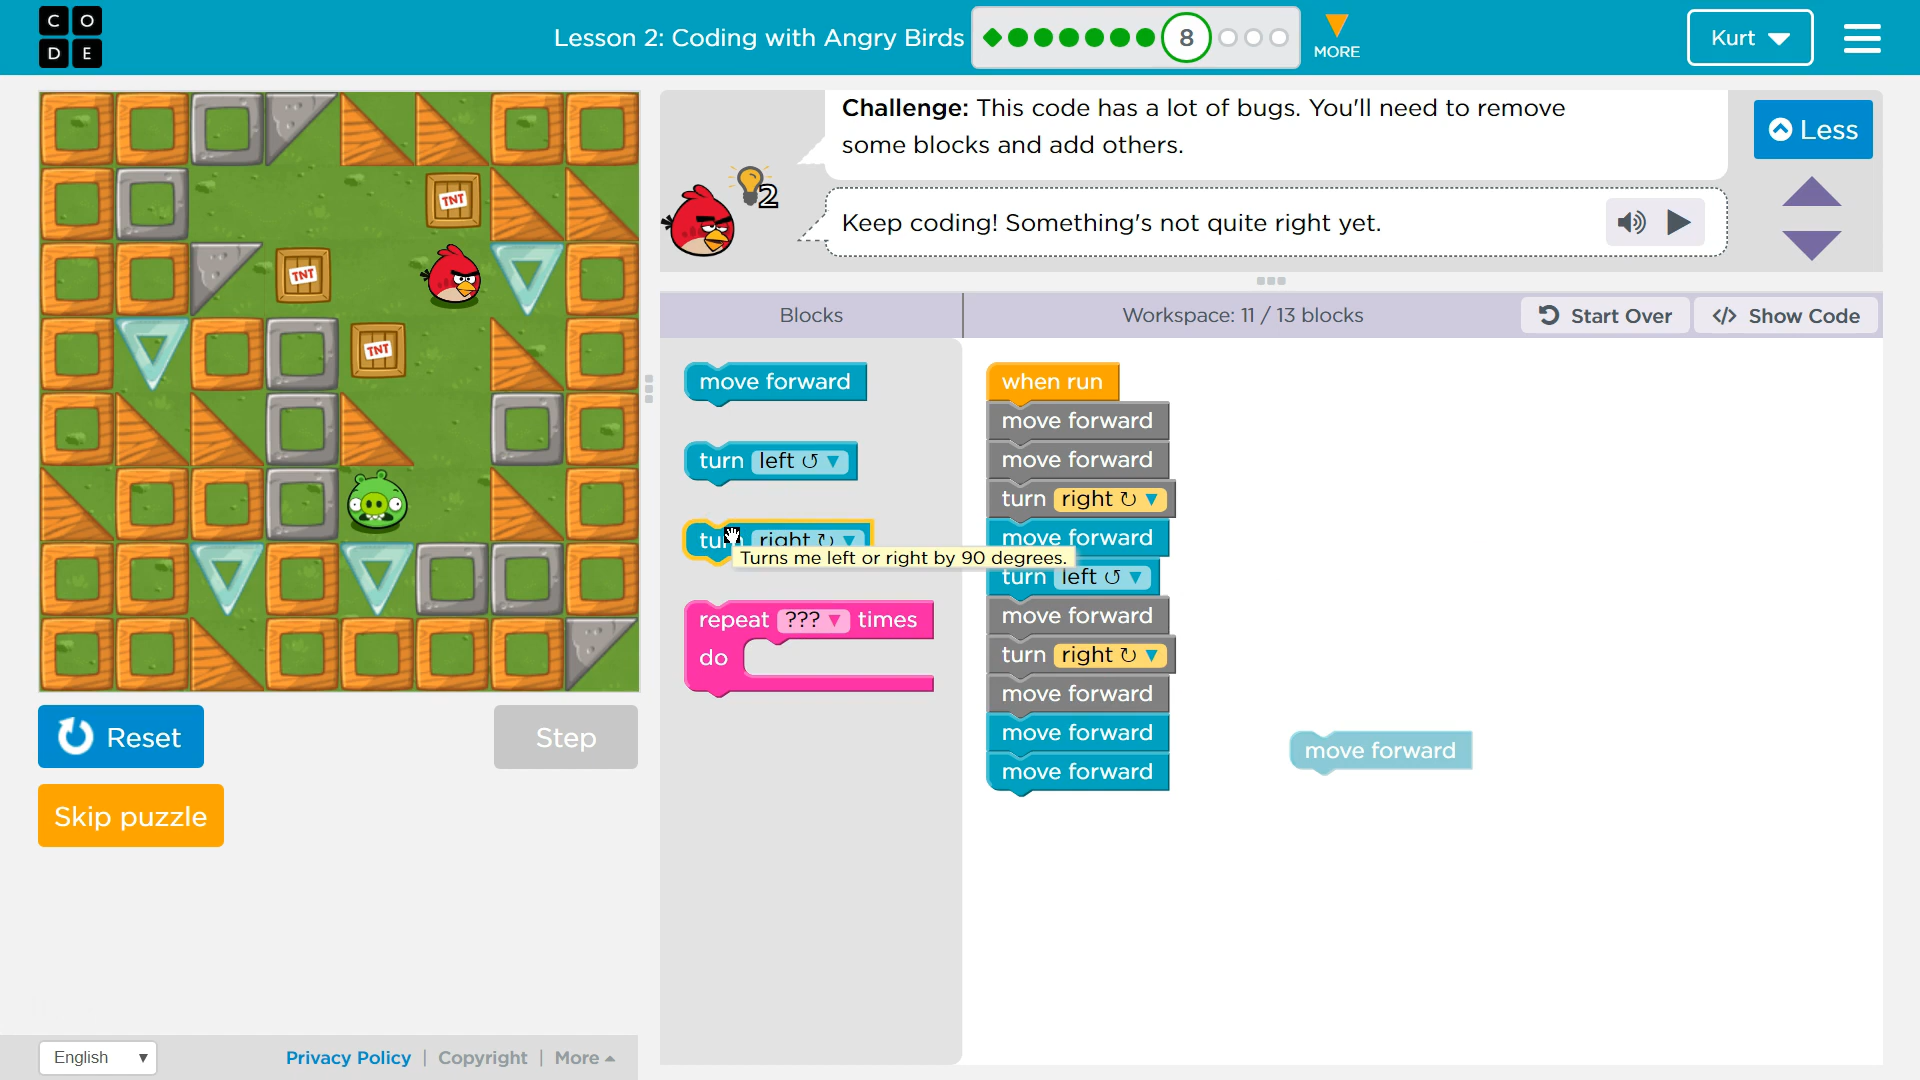 C O
D E
Lesson 2: Coding with Angry Birds
8
MORE
Kurt
Challenge: This code has a lot of bugs. You'll need to remove
some blocks and add others.
Less
2
Keep coding! Something's not quite right yet.
TNT
TNT
TNT
Blocks
Workspace: 11 / 13 blocks
Start Over
</> Show Code
move forward
turn left ↺ ▼
turn right ↻ ▼
Turns me left or right by 90 degrees.
repeat ??? ▼ times
do
when run
move forward
move forward
turn right ↻ ▼
move forward
turn left ↺ ▼
move forward
turn right ↻ ▼
move forward
move forward
move forward
move forward
Reset
Step
Skip puzzle
English ▼
Privacy Policy | Copyright | More